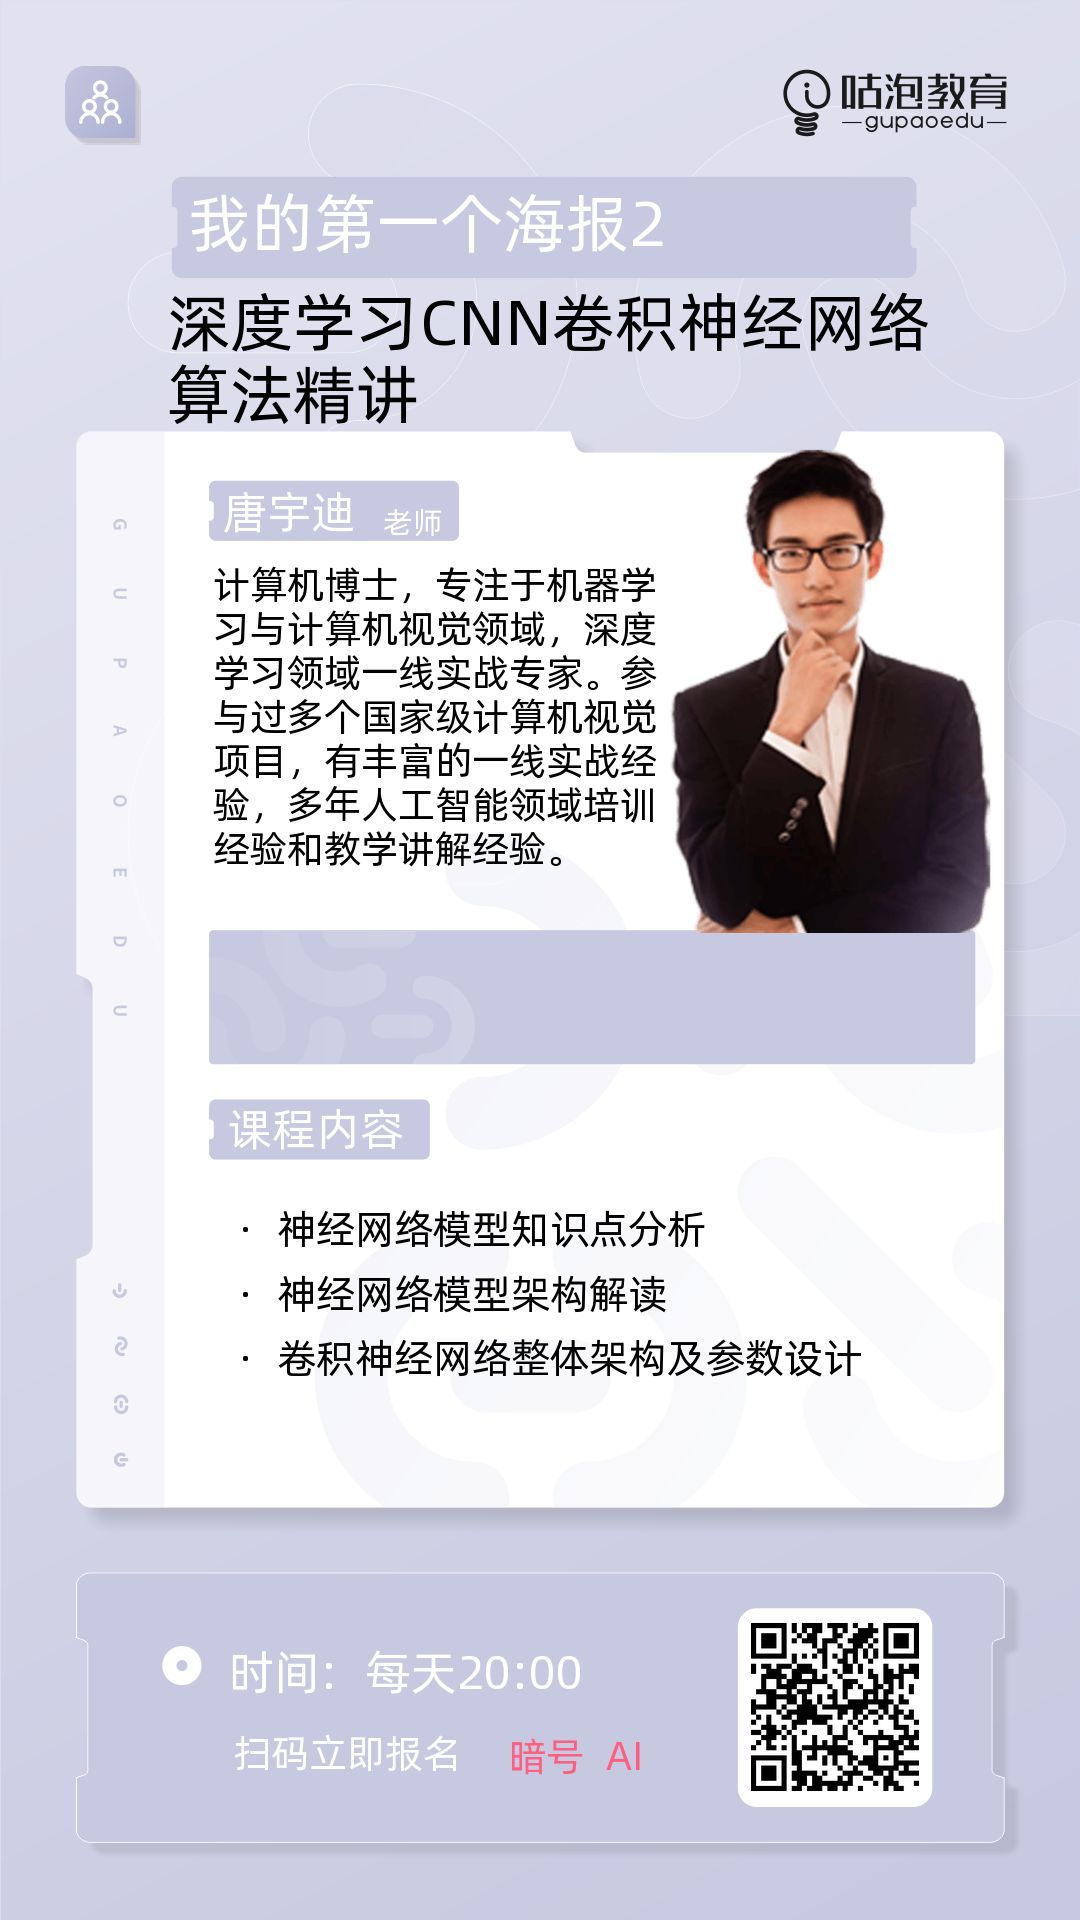 咕泡教育
gupaoedu
我的第一个海报2
深度学习CNN卷积神经网络
算法精讲
GUPAOEDU
唐宇迪 老师
计算机博士，专注于机器学
习与计算机视觉领域，深度
学习领域一线实战专家。参
与过多个国家级计算机视觉
项目，有丰富的一线实战经
验，多年人工智能领域培训
经验和教学讲解经验。
课程内容
· 神经网络模型知识点分析
· 神经网络模型架构解读
· 卷积神经网络整体架构及参数设计
时间：每天20:00
扫码立即报名 暗号 AI